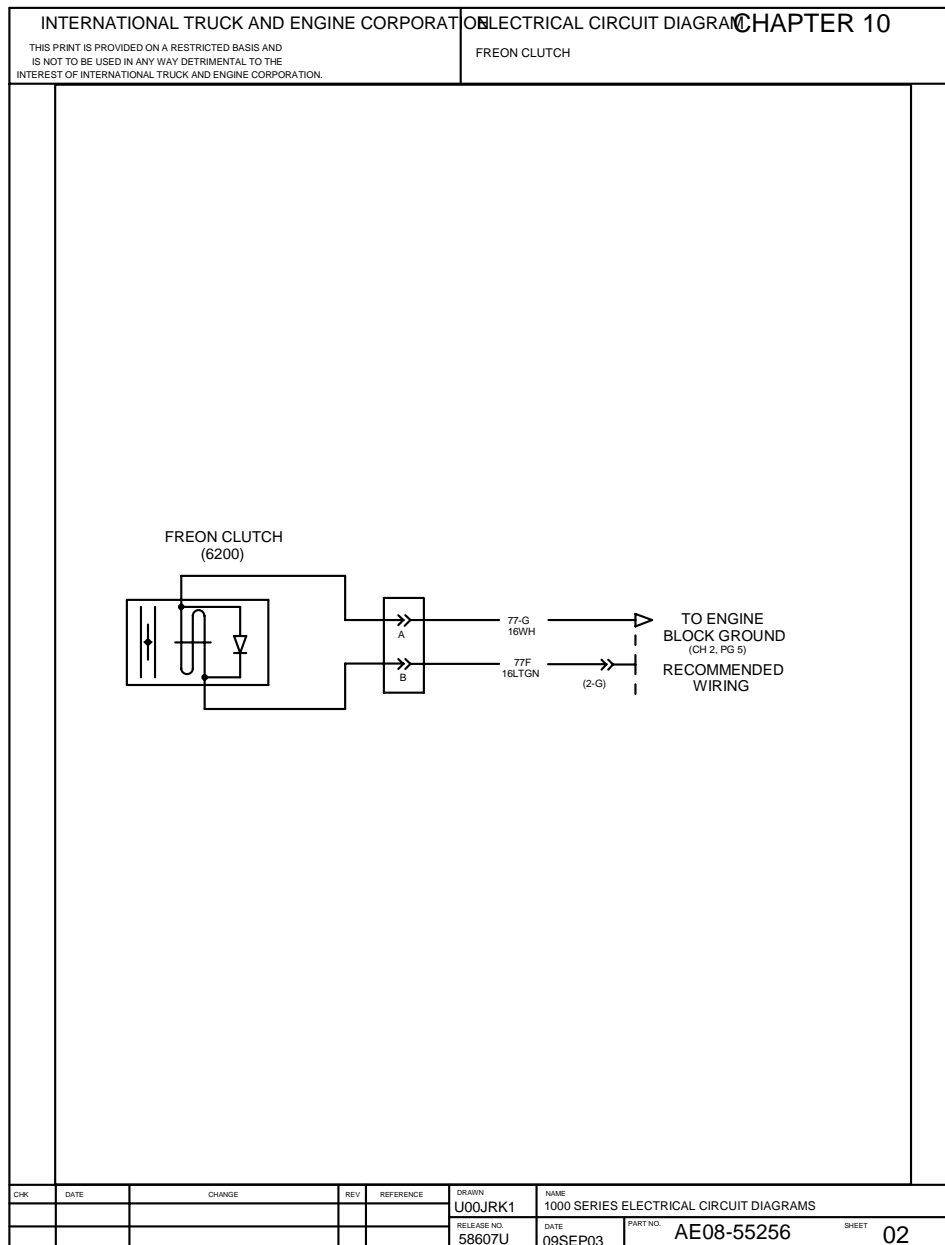 INTERNATIONAL TRUCK AND ENGINE CORPORATION
THIS PRINT IS PROVIDED ON A RESTRICTED BASIS AND
IS NOT TO BE USED IN ANY WAY DETRIMENTAL TO THE
INTEREST OF INTERNATIONAL TRUCK AND ENGINE CORPORATION.
ELECTRICAL CIRCUIT DIAGRAM
CHAPTER 10
FREON CLUTCH
FREON CLUTCH
(6200)
A
B
77-G
16WH
77F
16LTGN
(2-G)
TO ENGINE
BLOCK GROUND
(CH 2, PG 5)
RECOMMENDED
WIRING
CHK DATE CHANGE REV REFERENCE
DRAWN
U00JRK1
NAME
1000 SERIES ELECTRICAL CIRCUIT DIAGRAMS
RELEASE NO.
58607U
DATE
09SEP03
PART NO. AE08-55256
SHEET 02